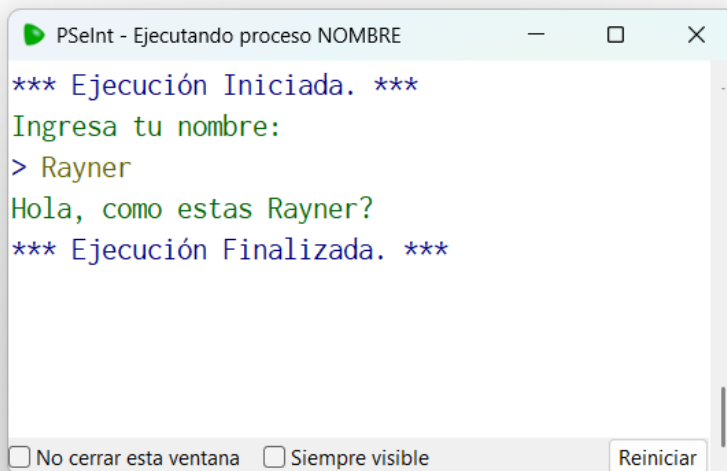 PSeInt - Ejecutando proceso NOMBRE
*** Ejecución Iniciada. ***
Ingresa tu nombre:
> Rayner
Hola, como estas Rayner?
*** Ejecución Finalizada. ***
No cerrar esta ventana Siempre visible Reiniciar